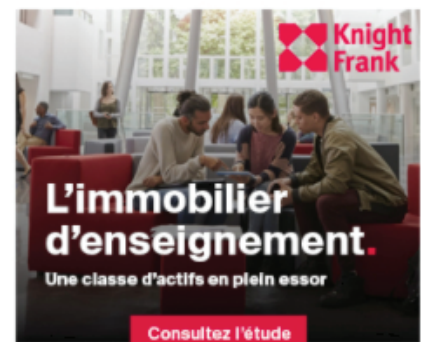 Knight
Frank
L'immobilier
d'enseignement.
Une classe d'actifs en plein essor
Consultez l'étude